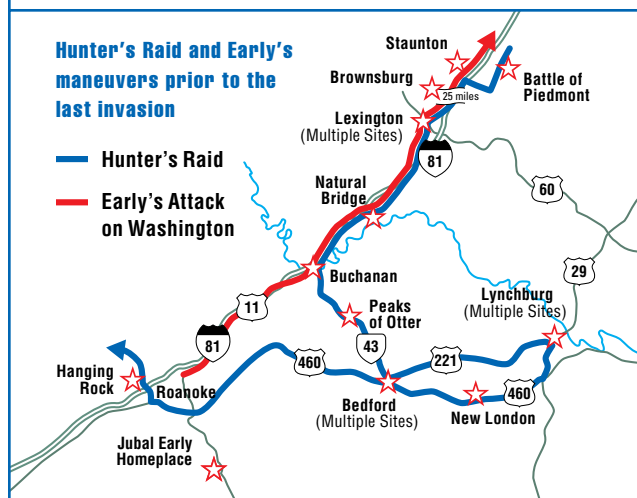 Hunter's Raid and Early's
maneuvers prior to the
last invasion
Hunter's Raid
Early's Attack
on Washington
Staunton
Brownsburg
Battle of
Piedmont
25 miles
Lexington
(Multiple Sites)
81
60
Natural
Bridge
29
Buchanan
Lynchburg
(Multiple Sites)
11
Peaks
of Otter
81
43
221
460
Hanging
Rock
Roanoke
Bedford
(Multiple Sites)
New London
460
Jubal Early
Homeplace